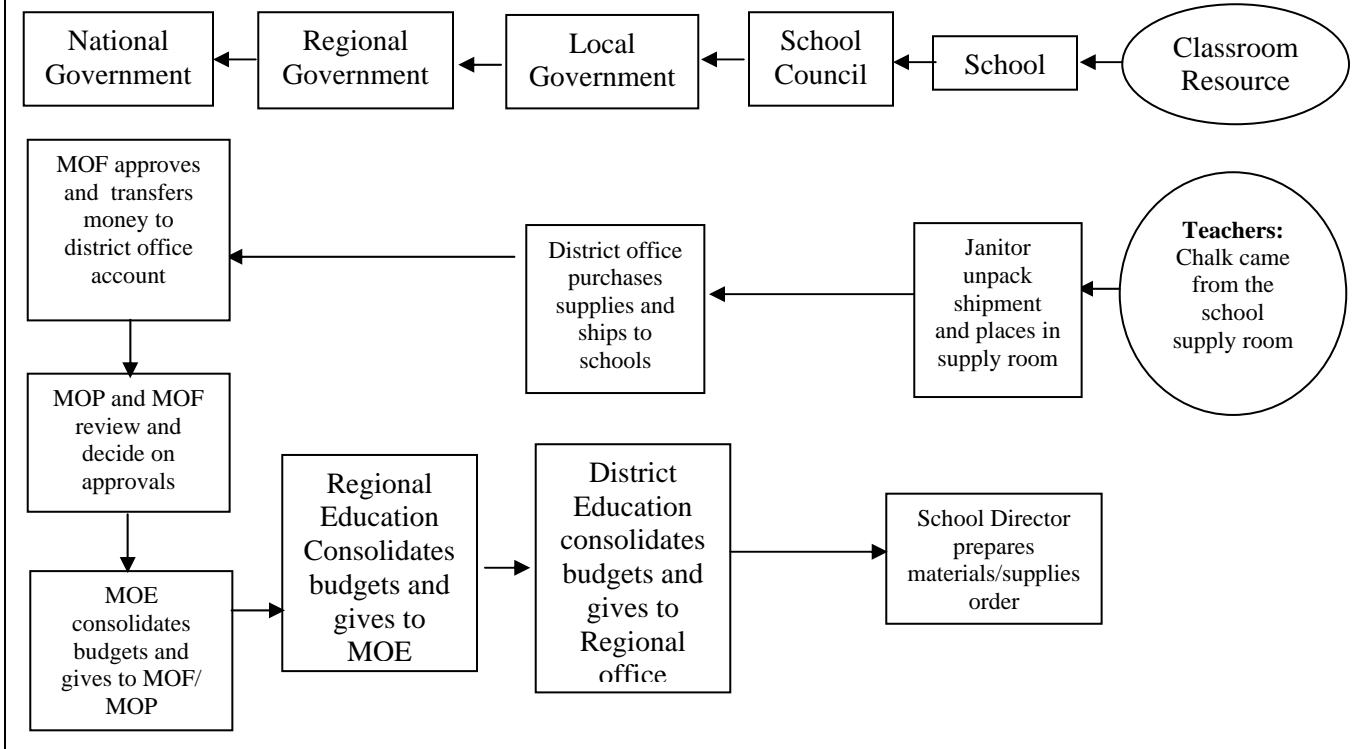 National
Government
Regional
Government
Local
Government
School
Council
School
Classroom
Resource
MOF approves
and transfers
money to
district office
account
District office
purchases
supplies and
ships to
schools
Janitor
unpack
shipment
and places in
supply room
Teachers:
Chalk came
from the
school
supply room
MOP and MOF
review and
decide on
approvals
MOE
consolidates
budgets and
gives to MOF/
MOP
Regional
Education
Consolidates
budgets and
gives to
MOE
District
Education
consolidates
budgets and
gives to
Regional
office
School Director
prepares
materials/supplies
order